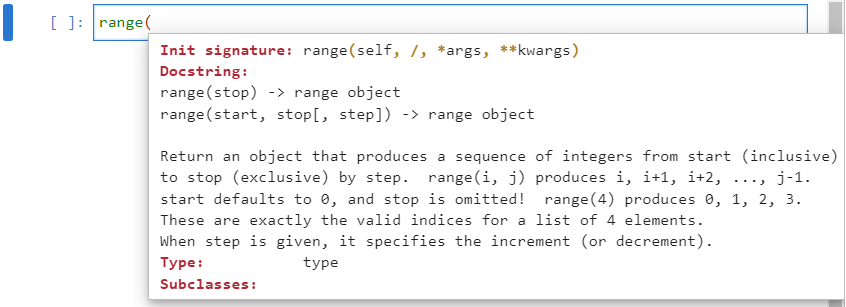 [ ]: range(
Init signature: range(self, /, *args, **kwargs)
Docstring:
range(stop) -> range object
range(start, stop[, step]) -> range object
Return an object that produces a sequence of integers from start (inclusive)
to stop (exclusive) by step.  range(i, j) produces i, i+1, i+2, ..., j-1.
start defaults to 0, and stop is omitted!  range(4) produces 0, 1, 2, 3.
These are exactly the valid indices for a list of 4 elements.
When step is given, it specifies the increment (or decrement).
Type:           type
Subclasses: